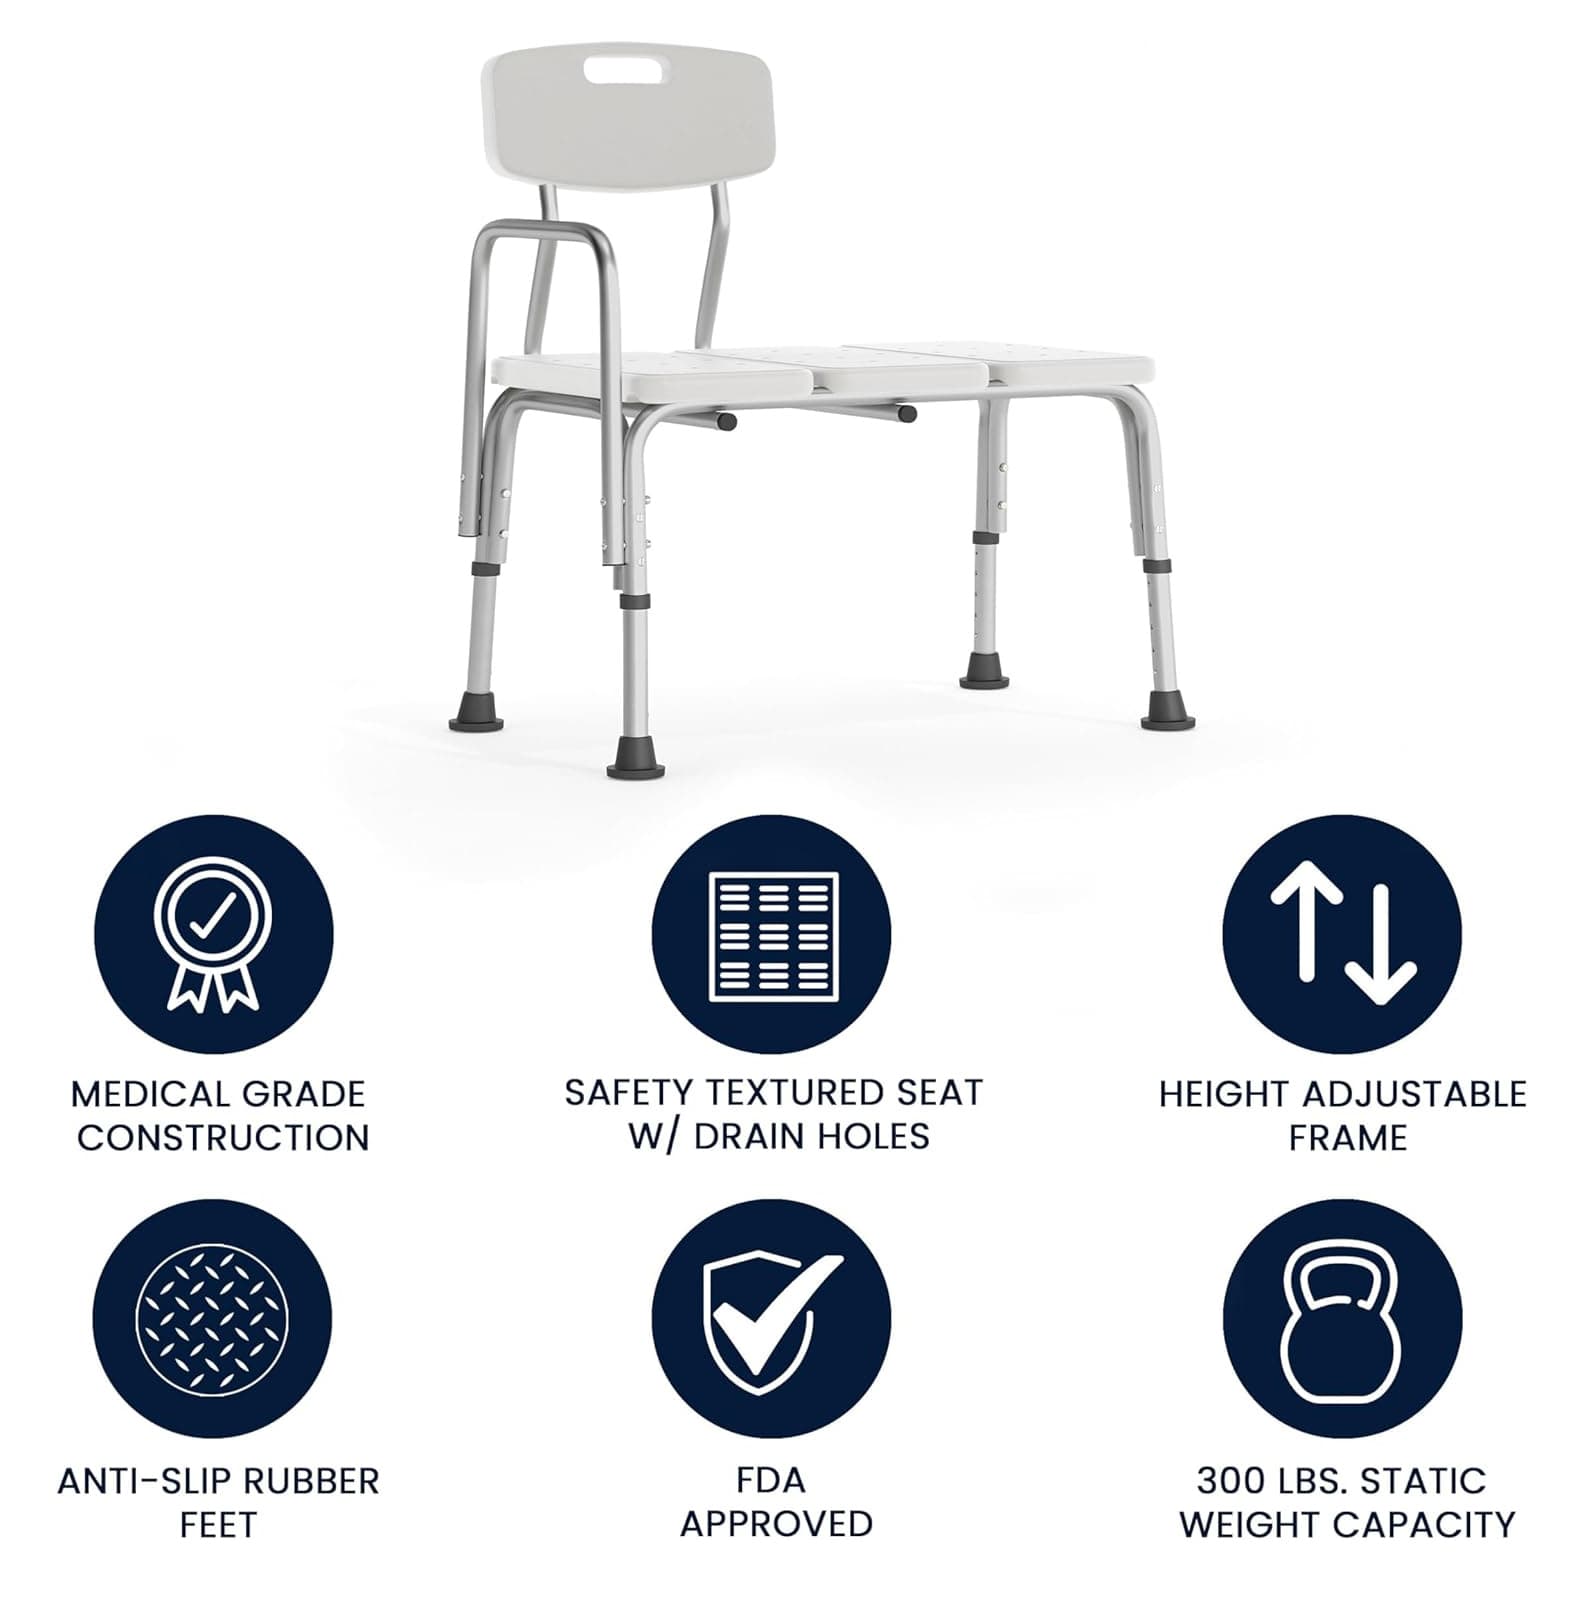 MEDICAL GRADE
CONSTRUCTION
SAFETY TEXTURED SEAT
W/ DRAIN HOLES
HEIGHT ADJUSTABLE
FRAME
ANTI-SLIP RUBBER
FEET
FDA
APPROVED
300 LBS. STATIC
WEIGHT CAPACITY